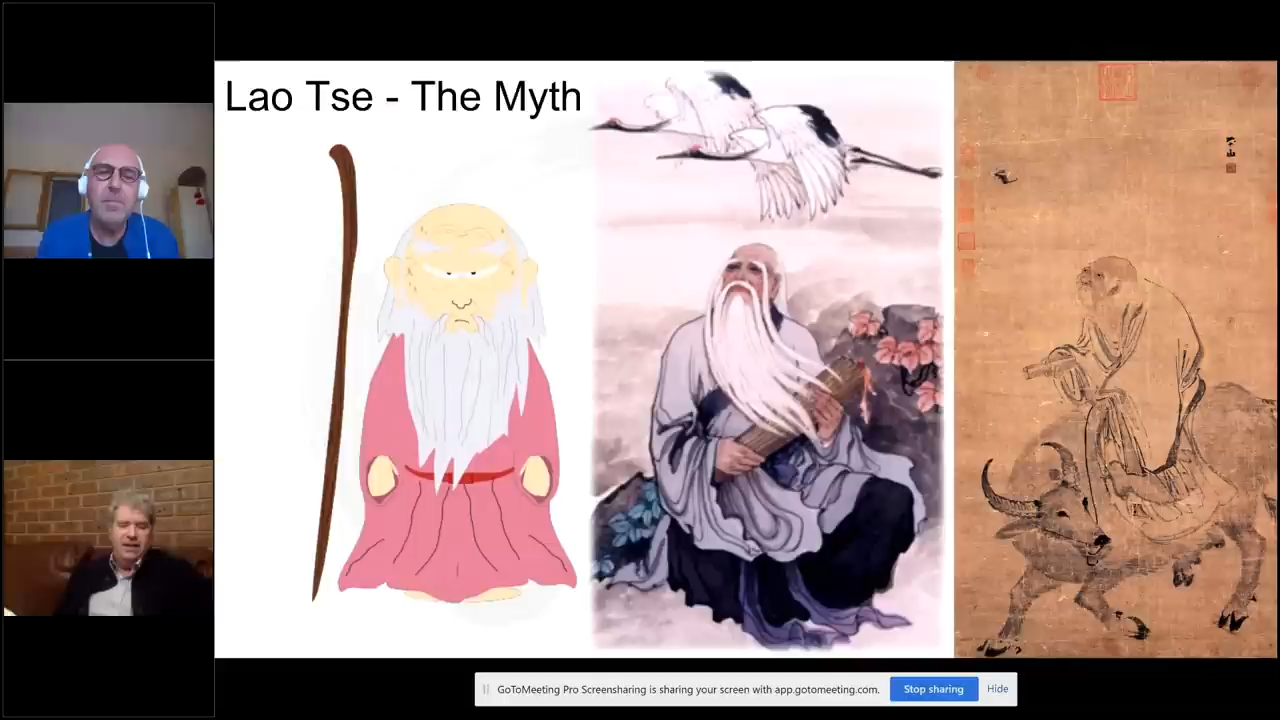 Lao Tse - The Myth
GoToMeeting Pro Screensharing is sharing your screen with app.gotomeeting.com.
Stop sharing
Hide